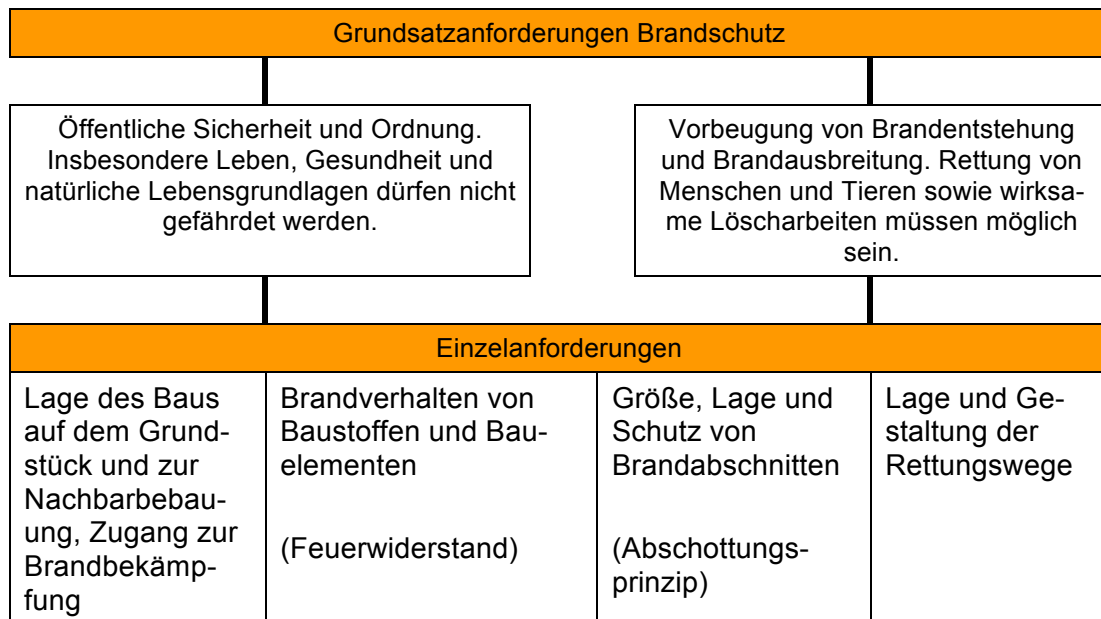 Grundsatzanforderungen Brandschutz
Öffentliche Sicherheit und Ordnung.
Insbesondere Leben, Gesundheit und
natürliche Lebensgrundlagen dürfen nicht
gefährdet werden.
Vorbeugung von Brandentstehung
und Brandausbreitung. Rettung von
Menschen und Tieren sowie wirksa-
me Löscharbeiten müssen möglich
sein.
Einzelanforderungen
Lage des Baus
auf dem Grund-
stück und zur
Nachbarbebau-
ung, Zugang zur
Brandbekämp-
fung
Brandverhalten von
Baustoffen und Bau-
elementen
(Feuerwiderstand)
Größe, Lage und
Schutz von
Brandabschnitten
(Abschottungs-
prinzip)
Lage und Ge-
staltung der
Rettungswege